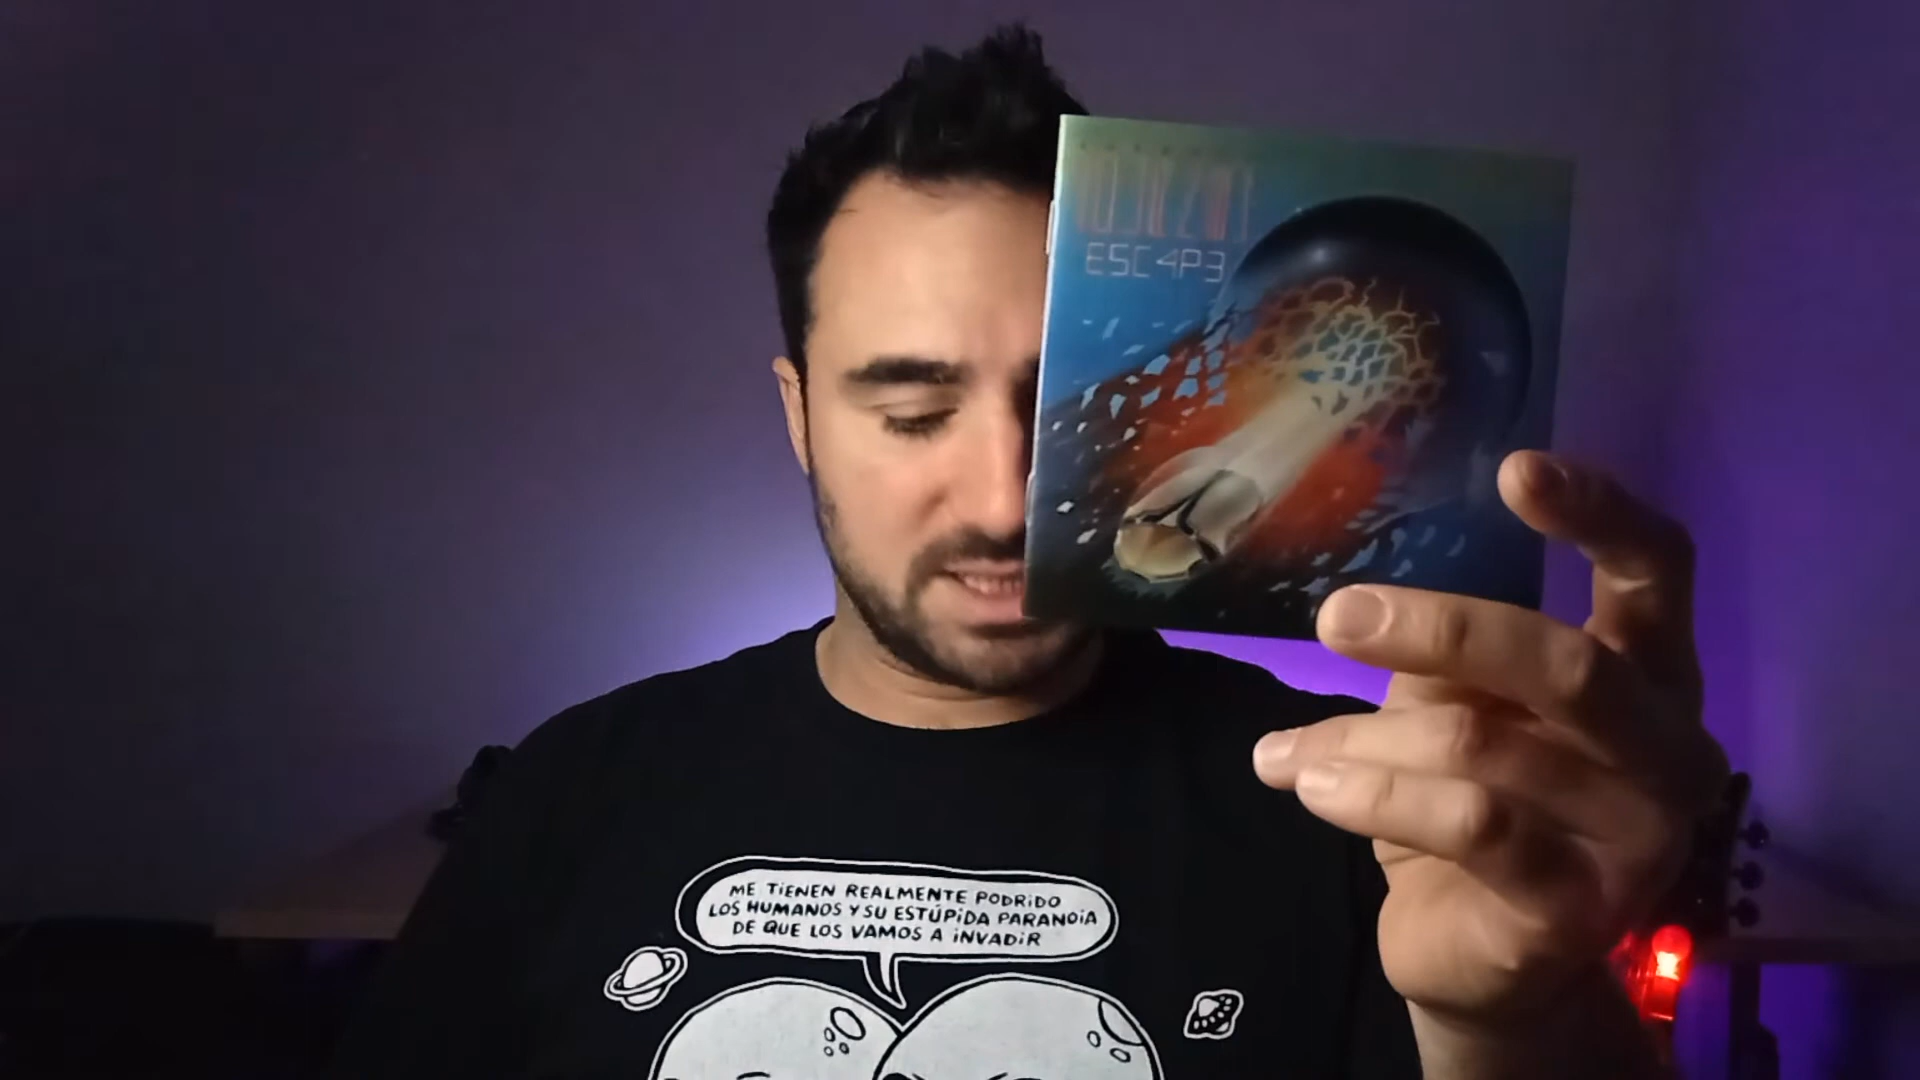 ESC4P3
ME TIENEN REALMENTE PODRIDO
LOS HUMANOS Y SU ESTÚPIDA PARANOIA
DE QUE LOS VAMOS A INVADIR